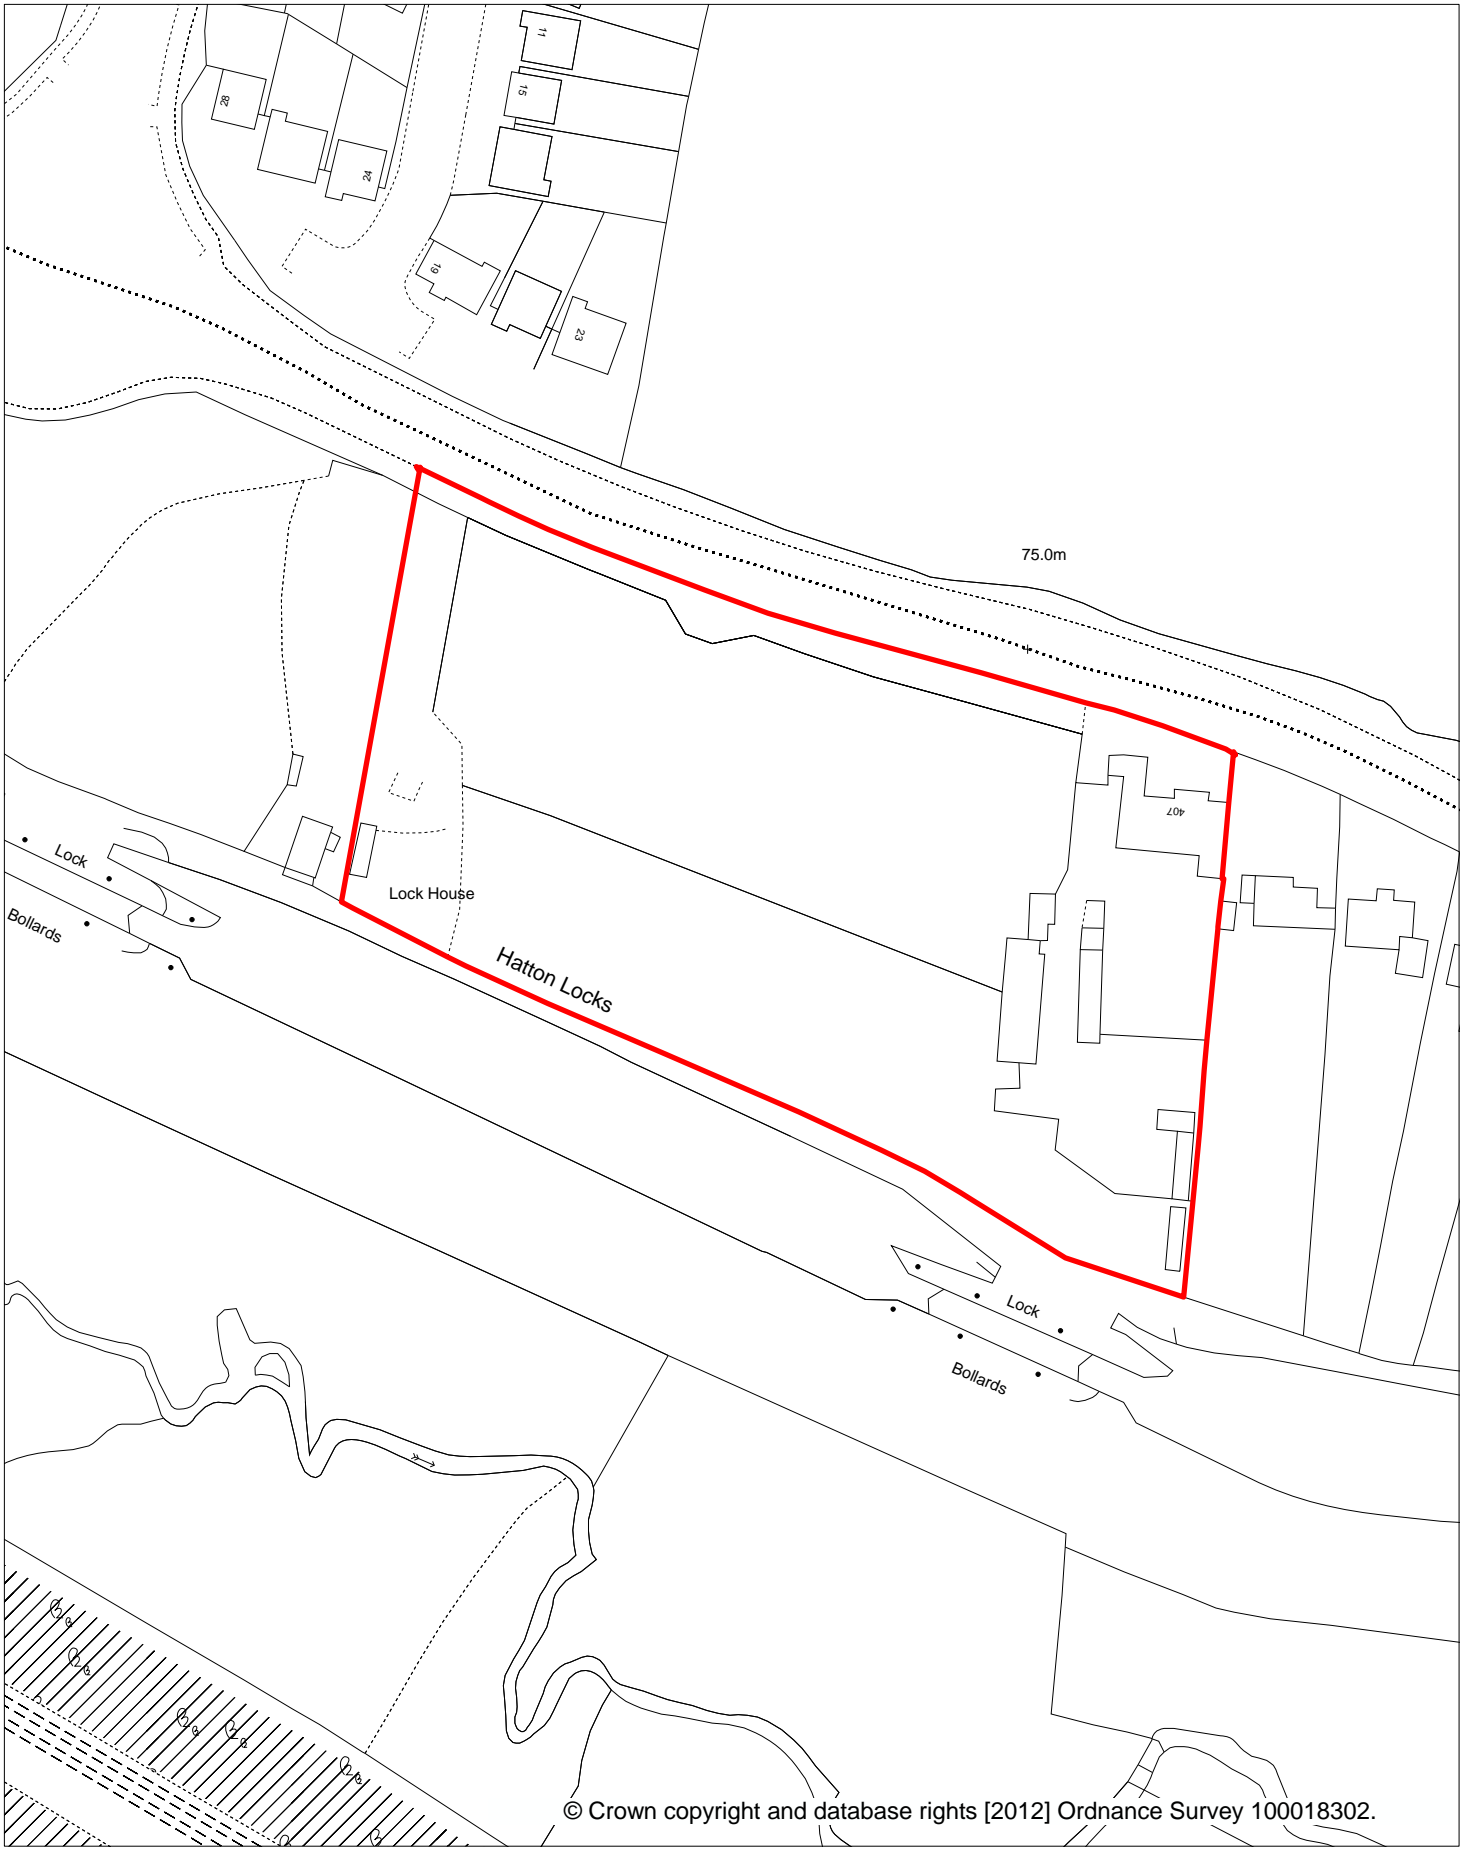 11
15
28
24
19
23
75.0m
407
Lock
Lock House
Bollards
Hatton Locks
Lock
Bollards
© Crown copyright and database rights [2012] Ordnance Survey 100018302.